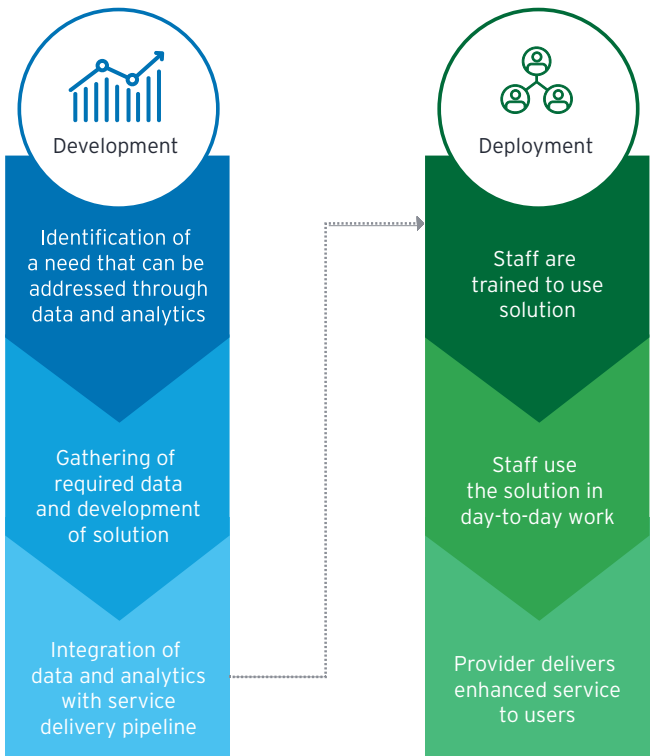 Development
Identification of
a need that can be
addressed through
data and analytics
Gathering of
required data
and development
of solution
Integration of
data and analytics
with service
delivery pipeline
Deployment
Staff are
trained to use
solution
Staff use
the solution in
day-to-day work
Provider delivers
enhanced service
to users